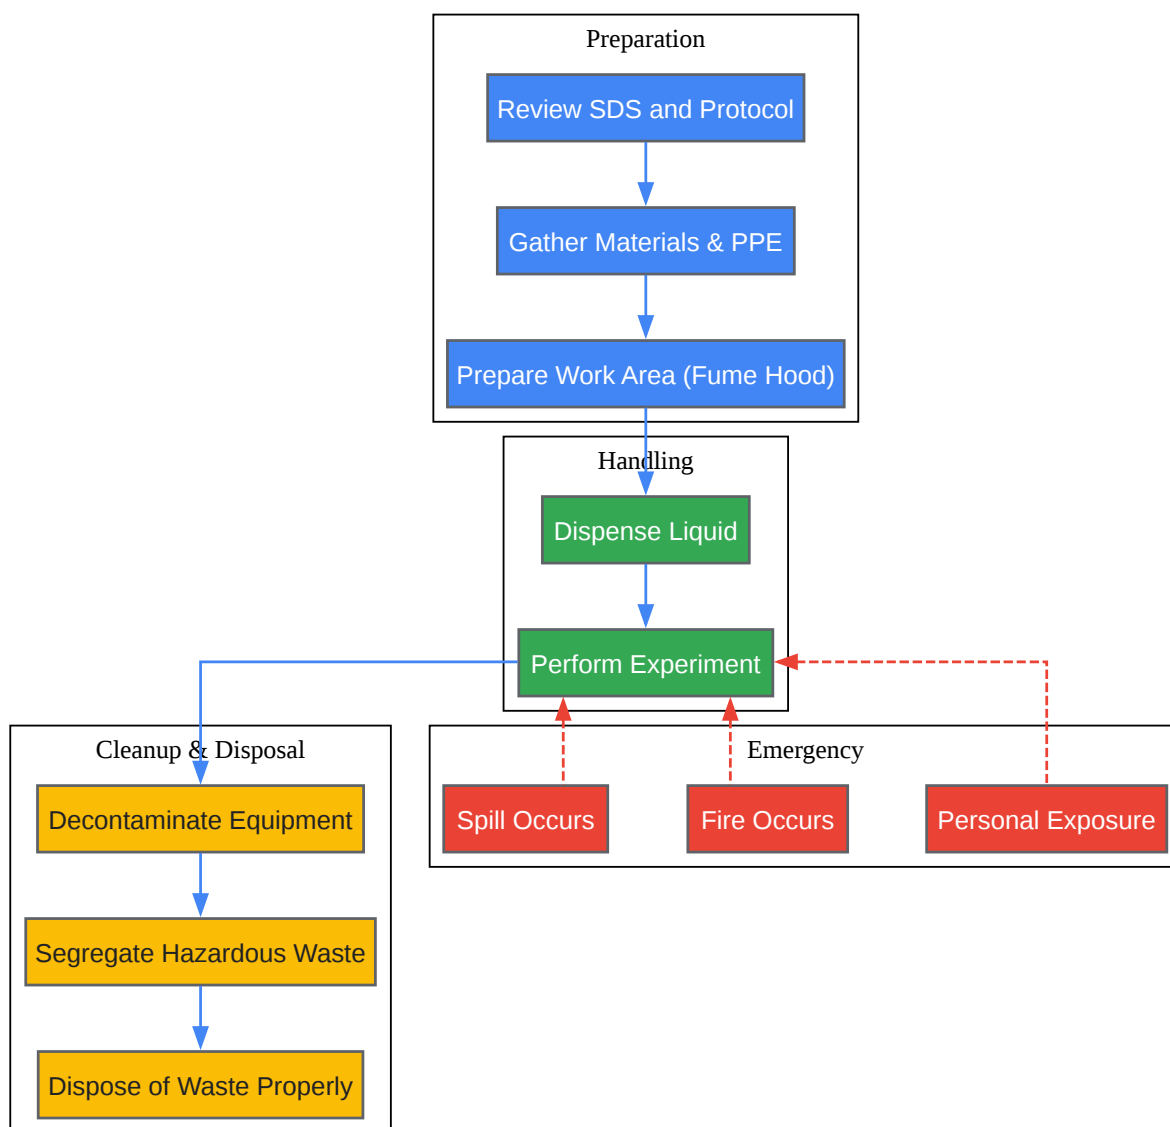 Preparation
Review SDS and Protocol
Gather Materials & PPE
Prepare Work Area (Fume Hood)
Handling
Dispense Liquid
Perform Experiment
Cleanup & Disposal
Decontaminate Equipment
Segregate Hazardous Waste
Dispose of Waste Properly
Emergency
Spill Occurs
Fire Occurs
Personal Exposure